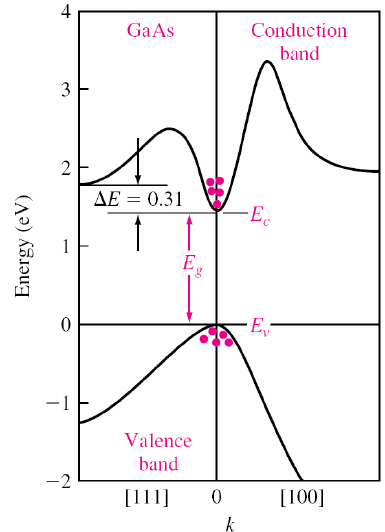 GaAs
Conduction
band
4
3
2
1
0
−1
−2
Energy (eV)
ΔE = 0.31
E_c
E_g
E_v
Valence
band
[111]
0
[100]
k